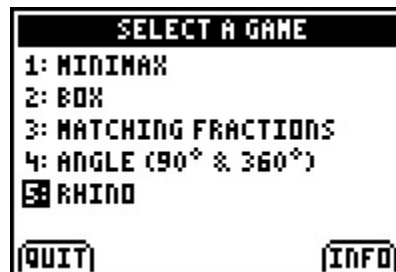 SELECT A GAME
1: MINIMAX
2: BOX
3: MATCHING FRACTIONS
4: ANGLE (90° & 360°)
5: RHINO
QUIT INFO